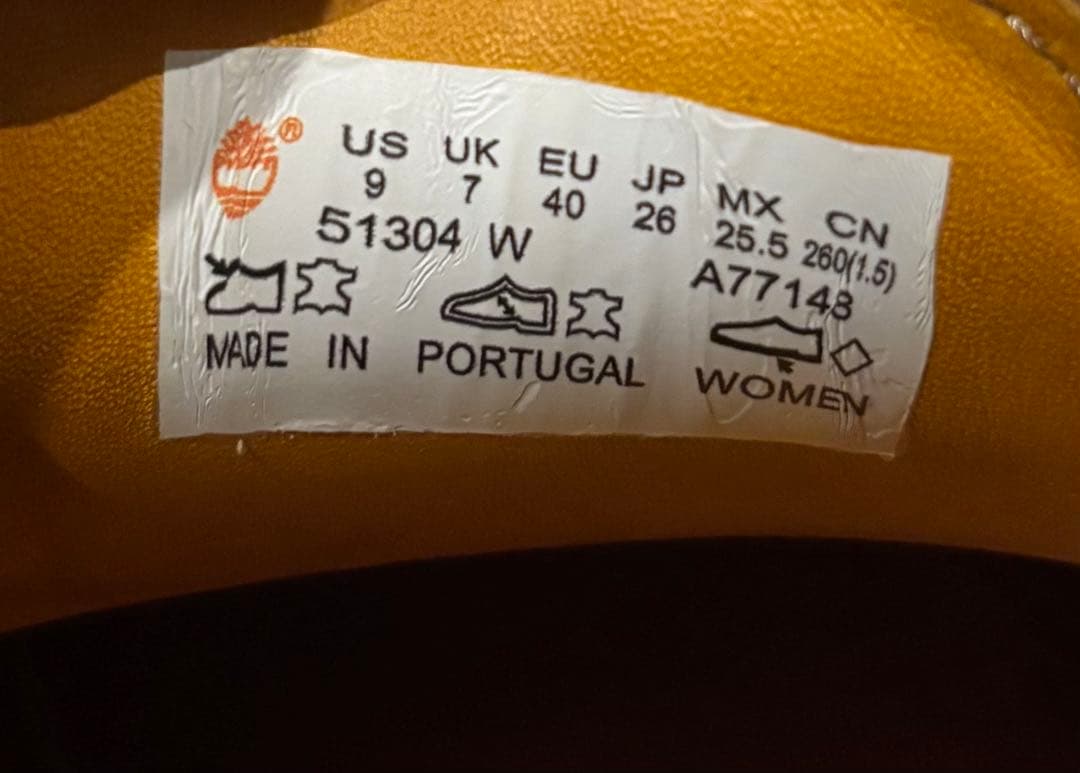 ® US UK EU JP MX CN
9 7 40 26 25.5 260(1.5)
51304 W A77148
MADE IN PORTUGAL WOMEN